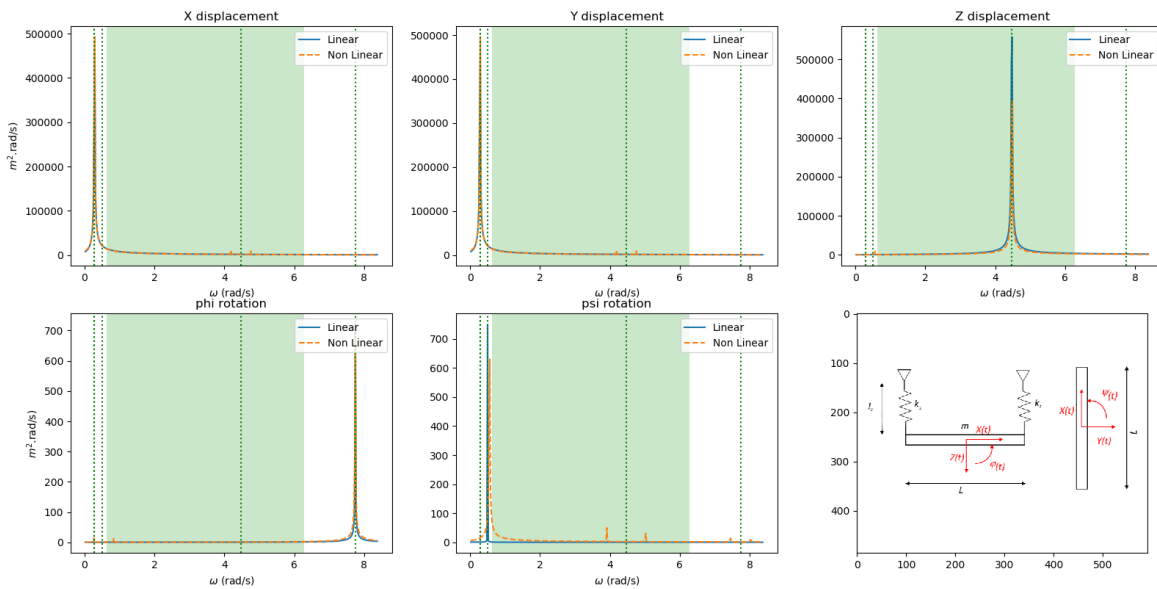 X displacement
Y displacement
Z displacement
m².rad/s
500000
400000
300000
200000
100000
0
0 2 4 6 8
ω (rad/s)
Linear
Non Linear
500000
400000
300000
200000
100000
0
0 2 4 6 8
ω (rad/s)
Linear
Non Linear
500000
400000
300000
200000
100000
0
0 2 4 6 8
ω (rad/s)
Linear
Non Linear
phi rotation
psi rotation
m².rad/s
700
600
500
400
300
200
100
0
0 2 4 6 8
ω (rad/s)
Linear
Non Linear
700
600
500
400
300
200
100
0
0 2 4 6 8
ω (rad/s)
Linear
Non Linear
0
100
200
300
400
0 100 200 300 400 500
m
X(t)
Z(t)
φ(t)
L
X(t)
Ψ(t)
Y(t)
L